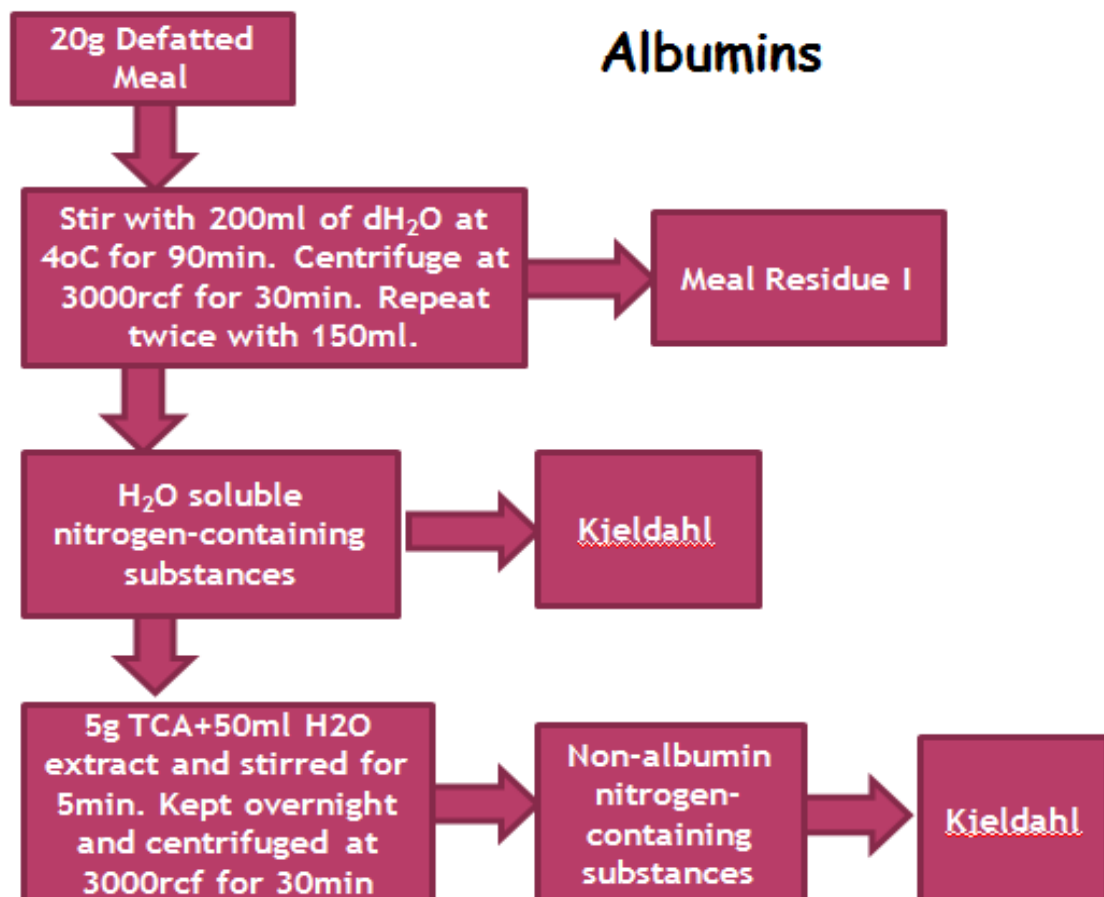 20g Defatted
Meal
Albumins
Stir with 200ml of dH₂O at
4oC for 90min. Centrifuge at
3000rcf for 30min. Repeat
twice with 150ml.
Meal Residue I
H₂O soluble
nitrogen-containing
substances
Kjeldahl
5g TCA+50ml H2O
extract and stirred for
5min. Kept overnight
and centrifuged at
3000rcf for 30min
Non-albumin
nitrogen-
containing
substances
Kjeldahl